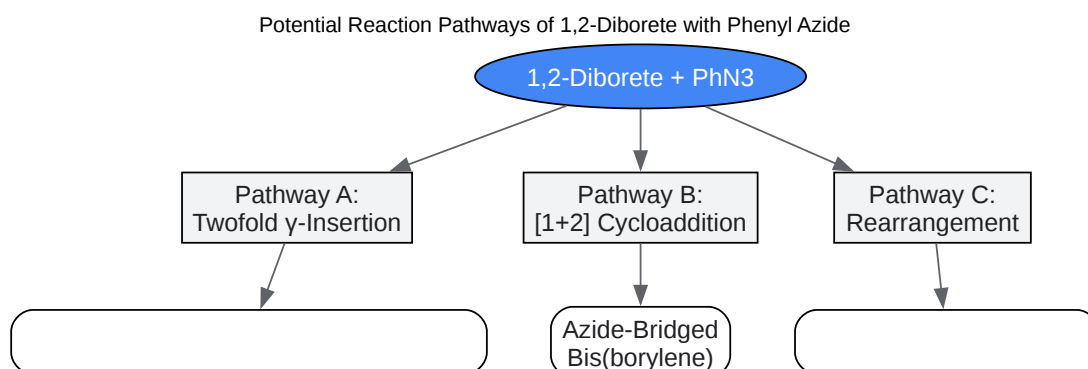 Potential Reaction Pathways of 1,2-Diborete with Phenyl Azide
1,2-Diborete + PhN3
Pathway A:
Twofold γ-Insertion
Pathway B:
[1+2] Cycloaddition
Pathway C:
Rearrangement
Azide-Bridged
Bis(borylene)